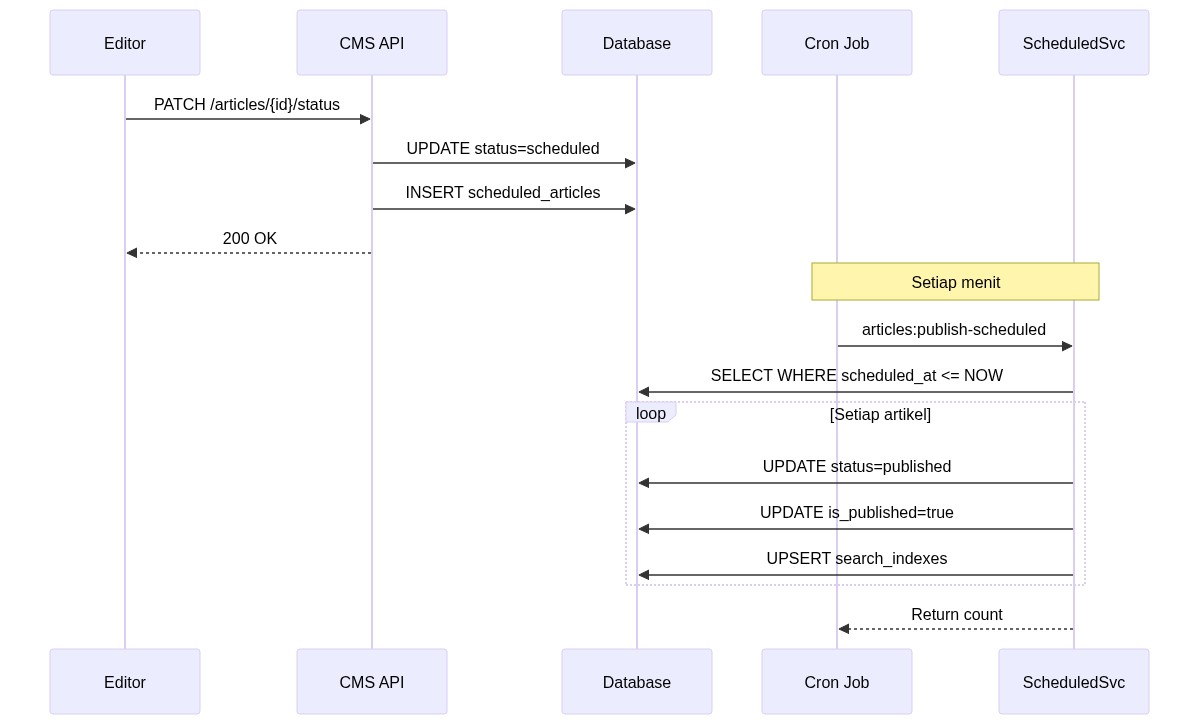 Editor
CMS API
Database
Cron Job
ScheduledSvc
PATCH /articles/{id}/status
UPDATE status=scheduled
INSERT scheduled_articles
200 OK
Setiap menit
articles:publish-scheduled
SELECT WHERE scheduled_at <= NOW
loop
[Setiap artikel]
UPDATE status=published
UPDATE is_published=true
UPSERT search_indexes
Return count
Editor
CMS API
Database
Cron Job
ScheduledSvc